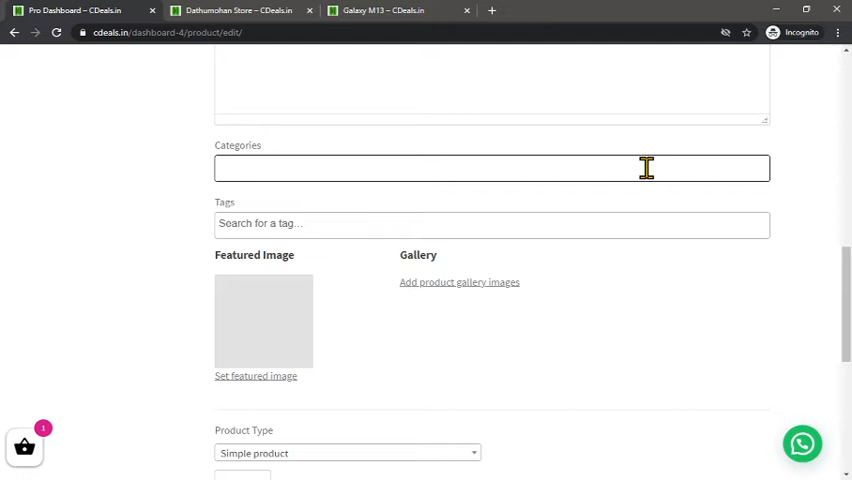 Pro Dashboard – CDeals.in
Dathumohan Store – CDeals.in
Galaxy M13 – CDeals.in
cdeals.in/dashboard-4/product/edit/
Incognito
Categories
Tags
Search for a tag...
Featured Image
Gallery
Add product gallery images
Set featured image
1
Product Type
Simple product